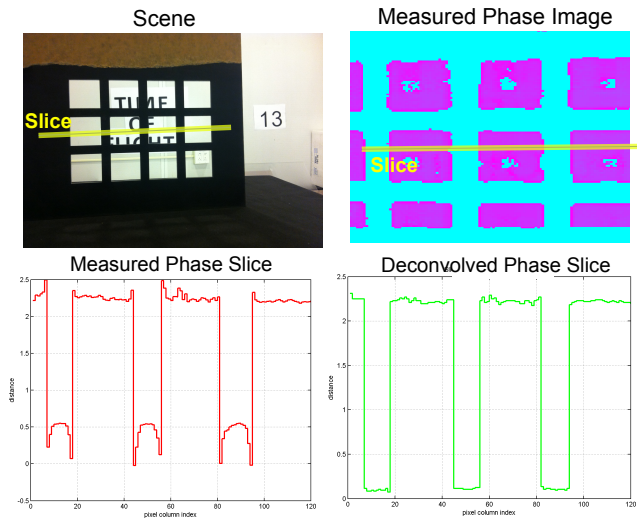 Scene
Measured Phase Image
TIME
OF
FLIGHT
13
Slice
Slice
Measured Phase Slice
2.5
2
1.5
1
0.5
0
-0.5
0 20 40 60 80 100 120
distance
pixel column index
Deconvolved Phase Slice
2.5
2
1.5
1
0.5
0
0 20 40 60 80 100 120
distance
pixel column index